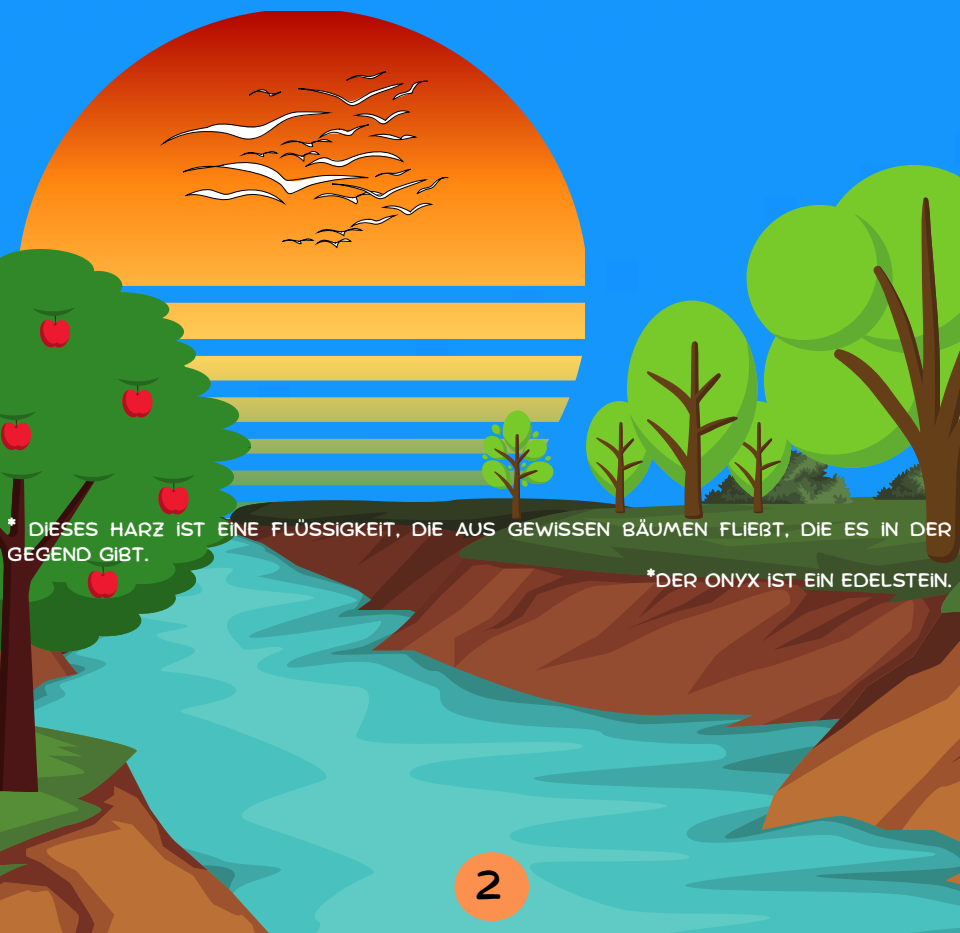 * DIESES HARZ IST EINE FLÜSSIGKEIT, DIE AUS GEWISSEN BÄUMEN FLIEßT, DIE ES IN DER
GEGEND GIBT.
*DER ONYX IST EIN EDELSTEIN.
2